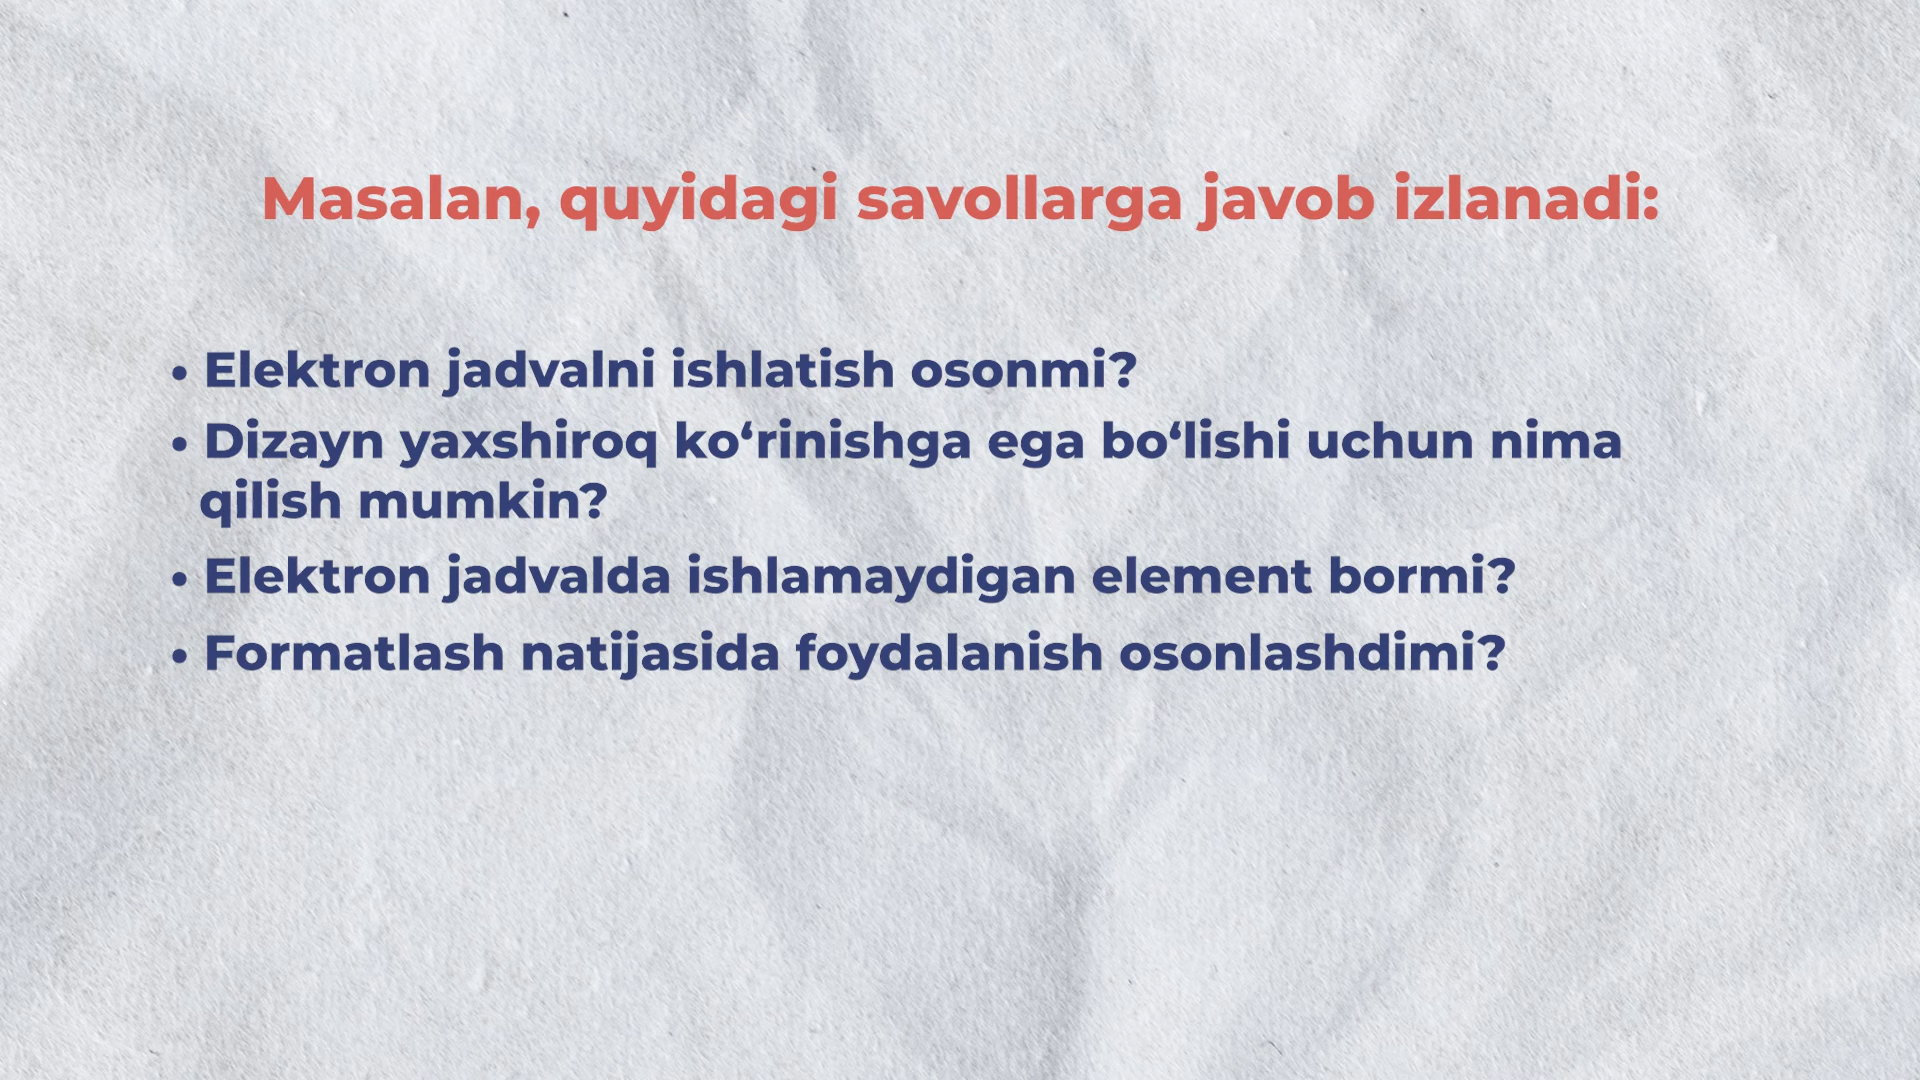 Masalan, quyidagi savollarga javob izlanadi:
• Elektron jadvalni ishlatish osonmi?
• Dizayn yaxshiroq ko‘rinishga ega bo‘lishi uchun nima
qilish mumkin?
• Elektron jadvalda ishlamaydigan element bormi?
• Formatlash natijasida foydalanish osonlashdimi?